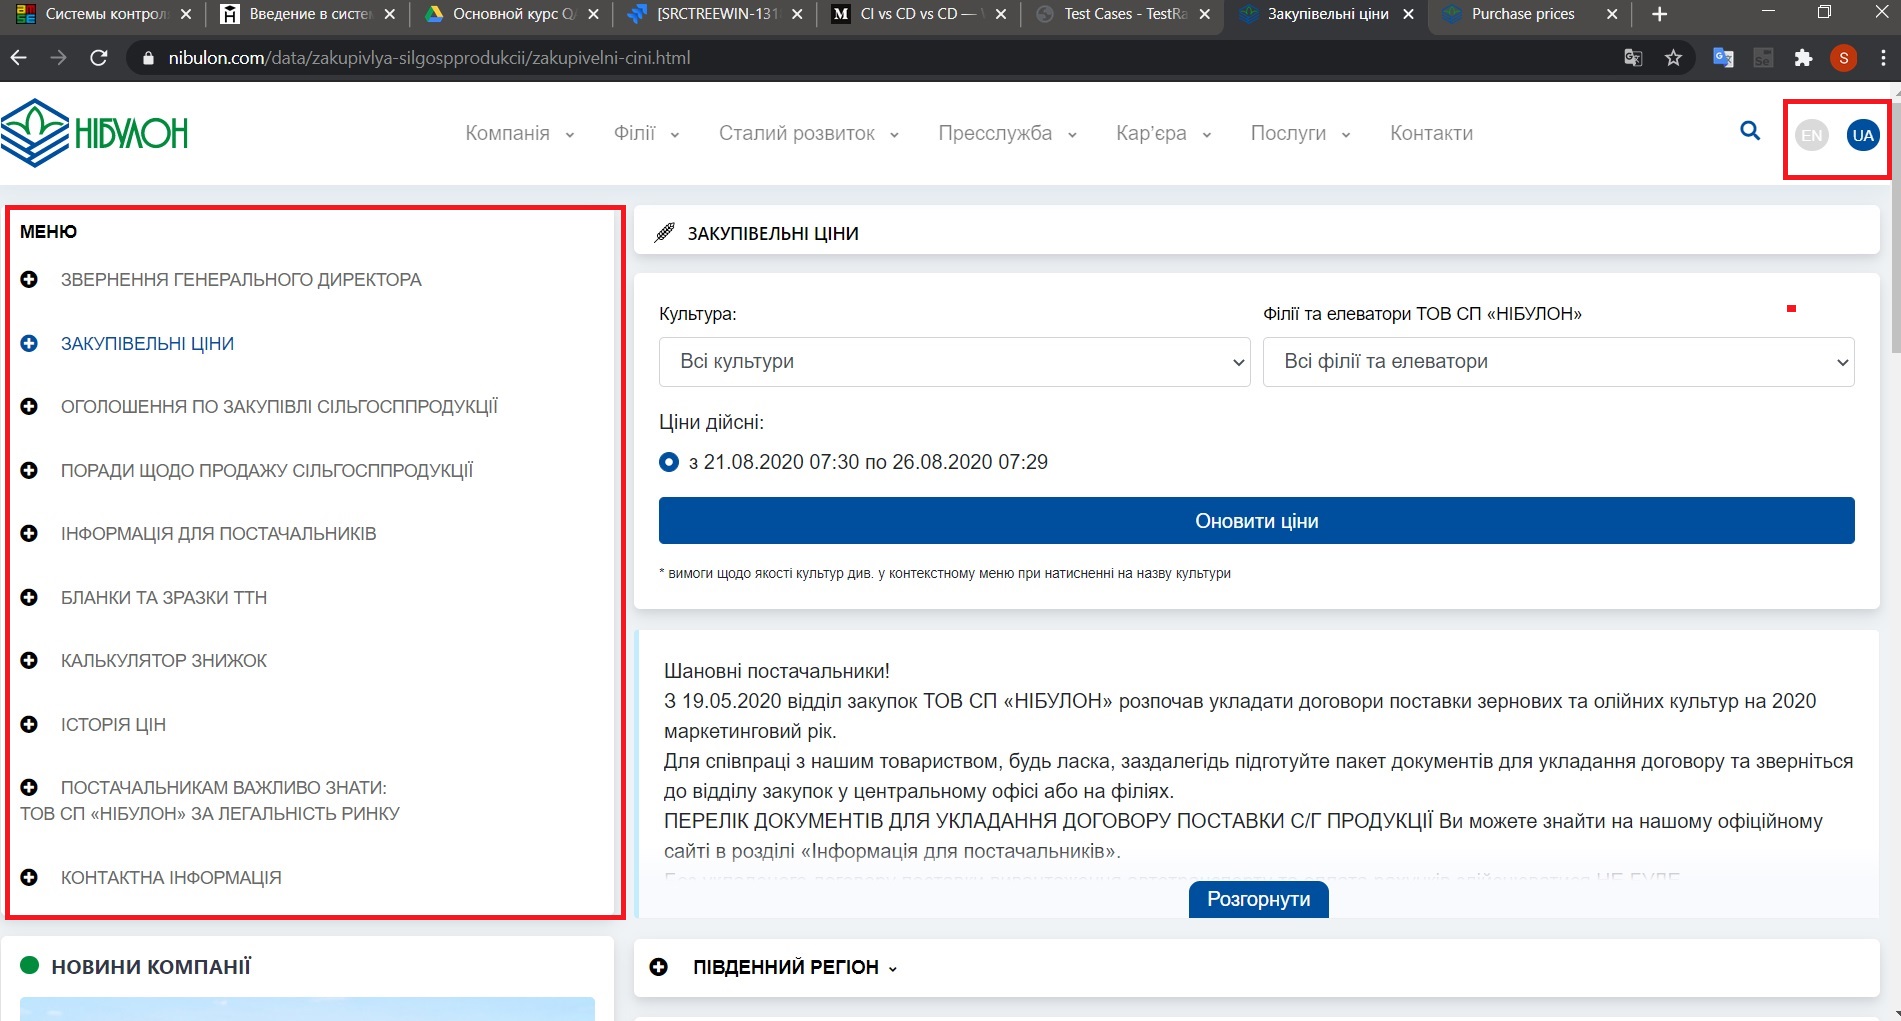 Системы контрол
Введение в систе
Основной курс Q
[SRCTREEWIN-131
CI vs CD vs CD —
Test Cases - TestRa
Закупівельні ціни
Purchase prices
nibulon.com/data/zakupivlya-silgospprodukcii/zakupivelni-cini.html
S
НІБУЛОН
Компанія
Філії
Сталий розвиток
Пресслужба
Кар’єра
Послуги
Контакти
EN
UA
МЕНЮ
ЗВЕРНЕННЯ ГЕНЕРАЛЬНОГО ДИРЕКТОРА
ЗАКУПІВЕЛЬНІ ЦІНИ
ОГОЛОШЕННЯ ПО ЗАКУПІВЛІ СІЛЬГОСППРОДУКЦІЇ
ПОРАДИ ЩОДО ПРОДАЖУ СІЛЬГОСППРОДУКЦІЇ
ІНФОРМАЦІЯ ДЛЯ ПОСТАЧАЛЬНИКІВ
БЛАНКИ ТА ЗРАЗКИ ТТН
КАЛЬКУЛЯТОР ЗНИЖОК
ІСТОРІЯ ЦІН
ПОСТАЧАЛЬНИКАМ ВАЖЛИВО ЗНАТИ:
ТОВ СП «НІБУЛОН» ЗА ЛЕГАЛЬНІСТЬ РИНКУ
КОНТАКТНА ІНФОРМАЦІЯ
НОВИНИ КОМПАНІЇ
ЗАКУПІВЕЛЬНІ ЦІНИ
Культура:
Всі культури
Філії та елеватори ТОВ СП «НІБУЛОН»
Всі філії та елеватори
Ціни дійсні:
з 21.08.2020 07:30 по 26.08.2020 07:29
Оновити ціни
* вимоги щодо якості культур див. у контекстному меню при натисненні на назву культури
Шановні постачальники!
З 19.05.2020 відділ закупок ТОВ СП «НІБУЛОН» розпочав укладати договори поставки зернових та олійних культур на 2020
маркетинговий рік.
Для співпраці з нашим товариством, будь ласка, заздалегідь підготуйте пакет документів для укладання договору та зверніться
до відділу закупок у центральному офісі або на філіях.
ПЕРЕЛІК ДОКУМЕНТІВ ДЛЯ УКЛАДАННЯ ДОГОВОРУ ПОСТАВКИ С/Г ПРОДУКЦІЇ Ви можете знайти на нашому офіційному
сайті в розділі «Інформація для постачальників».
Розгорнути
ПІВДЕННИЙ РЕГІОН